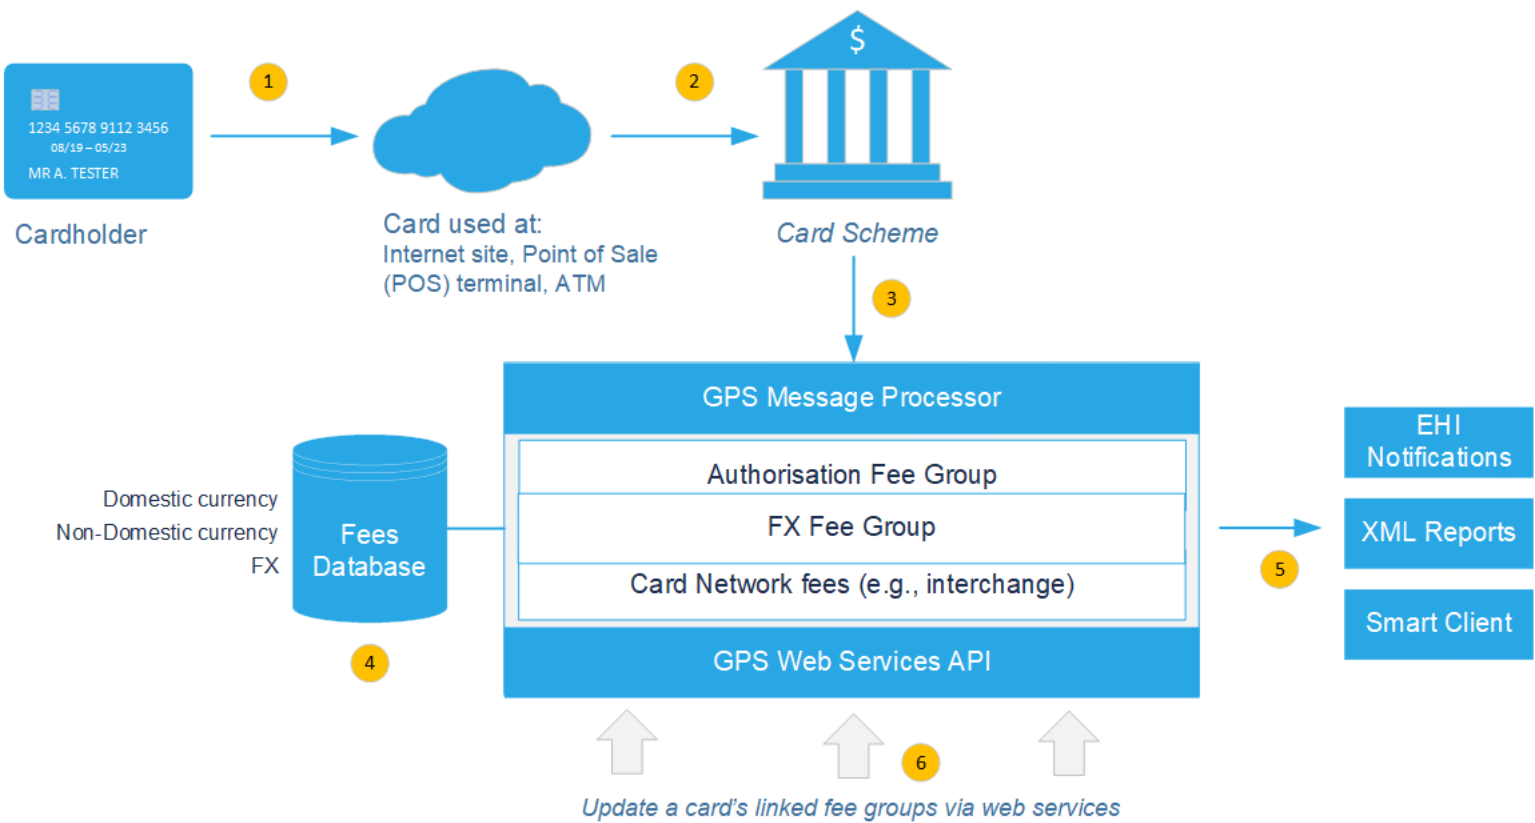 1
2
$
1234 5678 9112 3456
08/19 – 05/23
MR A. TESTER
Cardholder
Card used at:
Internet site, Point of Sale
(POS) terminal, ATM
Card Scheme
3
GPS Message Processor
Authorisation Fee Group
FX Fee Group
Card Network fees (e.g., interchange)
GPS Web Services API
Domestic currency
Non-Domestic currency
FX
Fees
Database
4
5
EHI
Notifications
XML Reports
Smart Client
6
Update a card's linked fee groups via web services